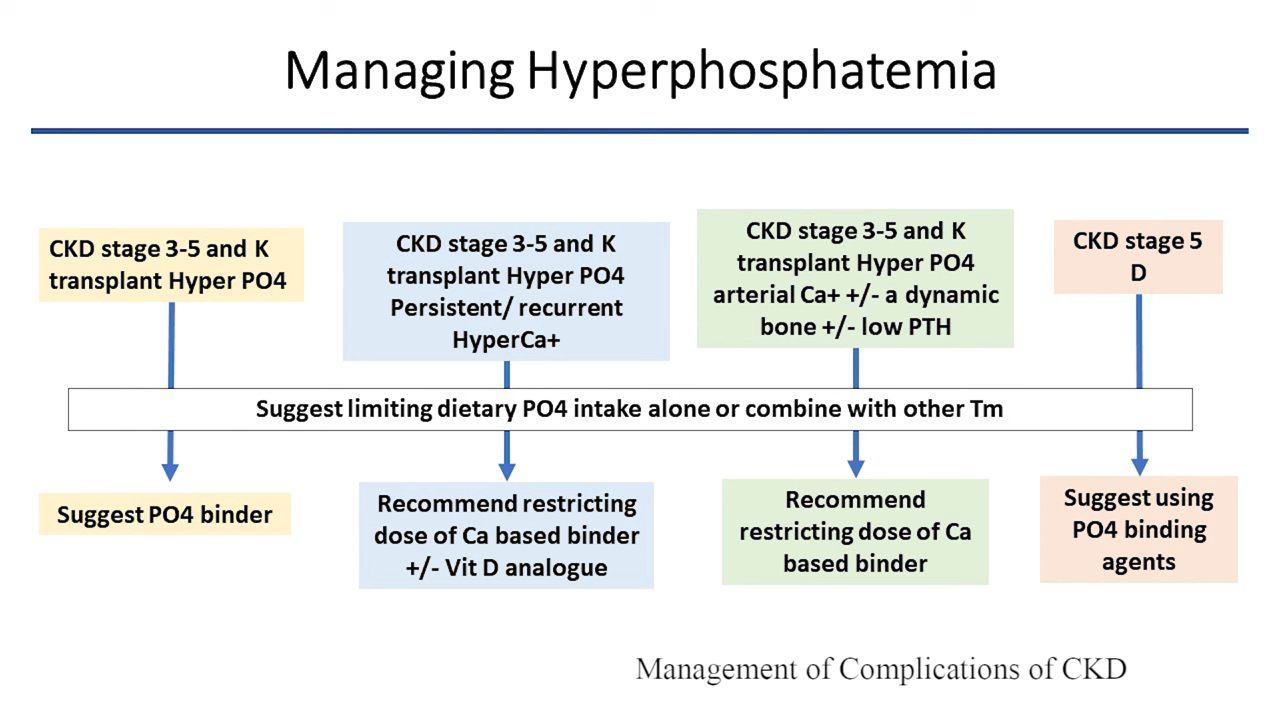 Managing Hyperphosphatemia
CKD stage 3-5 and K
transplant Hyper PO4
CKD stage 3-5 and K
transplant Hyper PO4
Persistent/ recurrent
HyperCa+
CKD stage 3-5 and K
transplant Hyper PO4
arterial Ca+ +/- a dynamic
bone +/- low PTH
CKD stage 5
D
Suggest limiting dietary PO4 intake alone or combine with other Tm
Suggest PO4 binder
Recommend restricting
dose of Ca based binder
+/- Vit D analogue
Recommend
restricting dose of Ca
based binder
Suggest using
PO4 binding
agents
Management of Complications of CKD